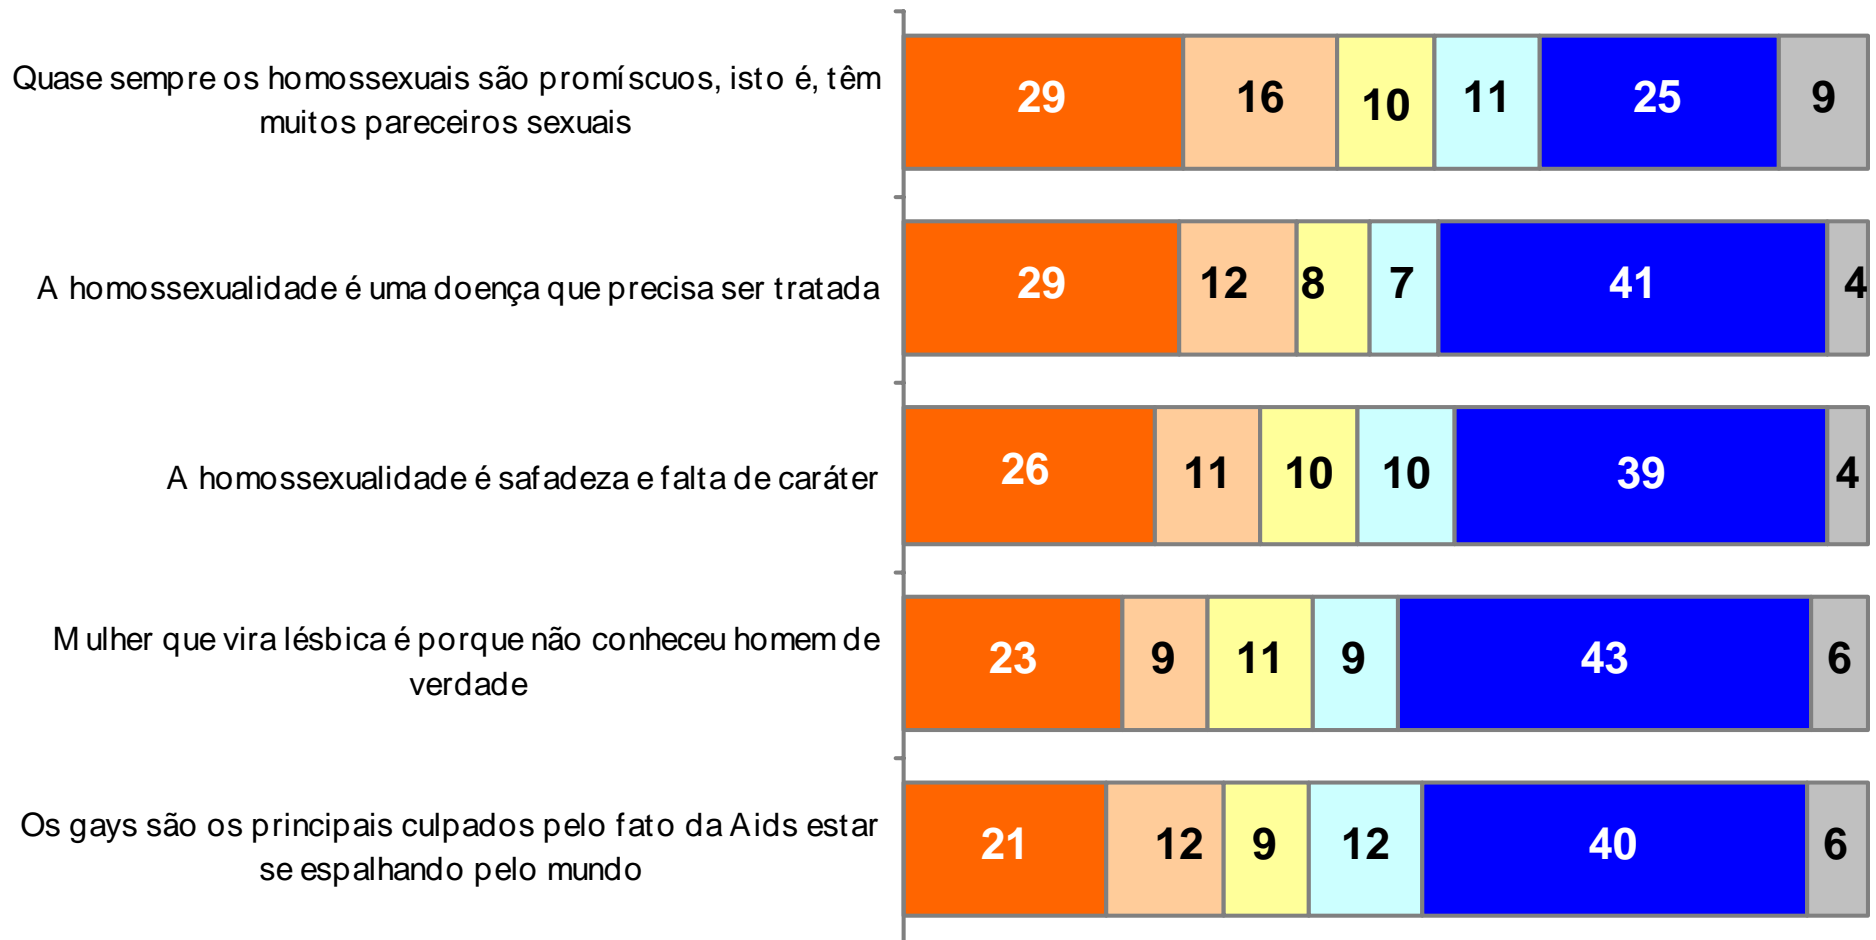 Quase sempre os homossexuais são promíscuos, isto é, têm
muitos pareceiros sexuais
29 16 10 11 25 9
A homossexualidade é uma doença que precisa ser tratada
29 12 8 7 41 4
A homossexualidade é safadeza e falta de caráter
26 11 10 10 39 4
Mulher que vira lésbica é porque não conheceu homem de
verdade
23 9 11 9 43 6
Os gays são os principais culpados pelo fato da Aids estar
se espalhando pelo mundo
21 12 9 12 40 6